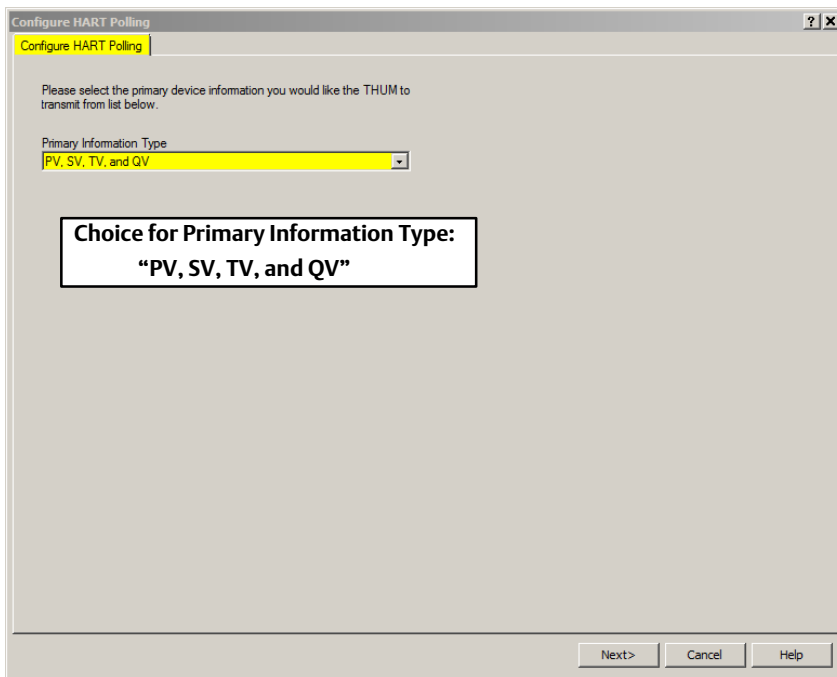 Configure HART Polling
Configure HART Polling
Please select the primary device information you would like the THUM to
transmit from list below.
Primary Information Type
PV, SV, TV, and QV
Choice for Primary Information Type:
“PV, SV, TV, and QV”
Next> Cancel Help